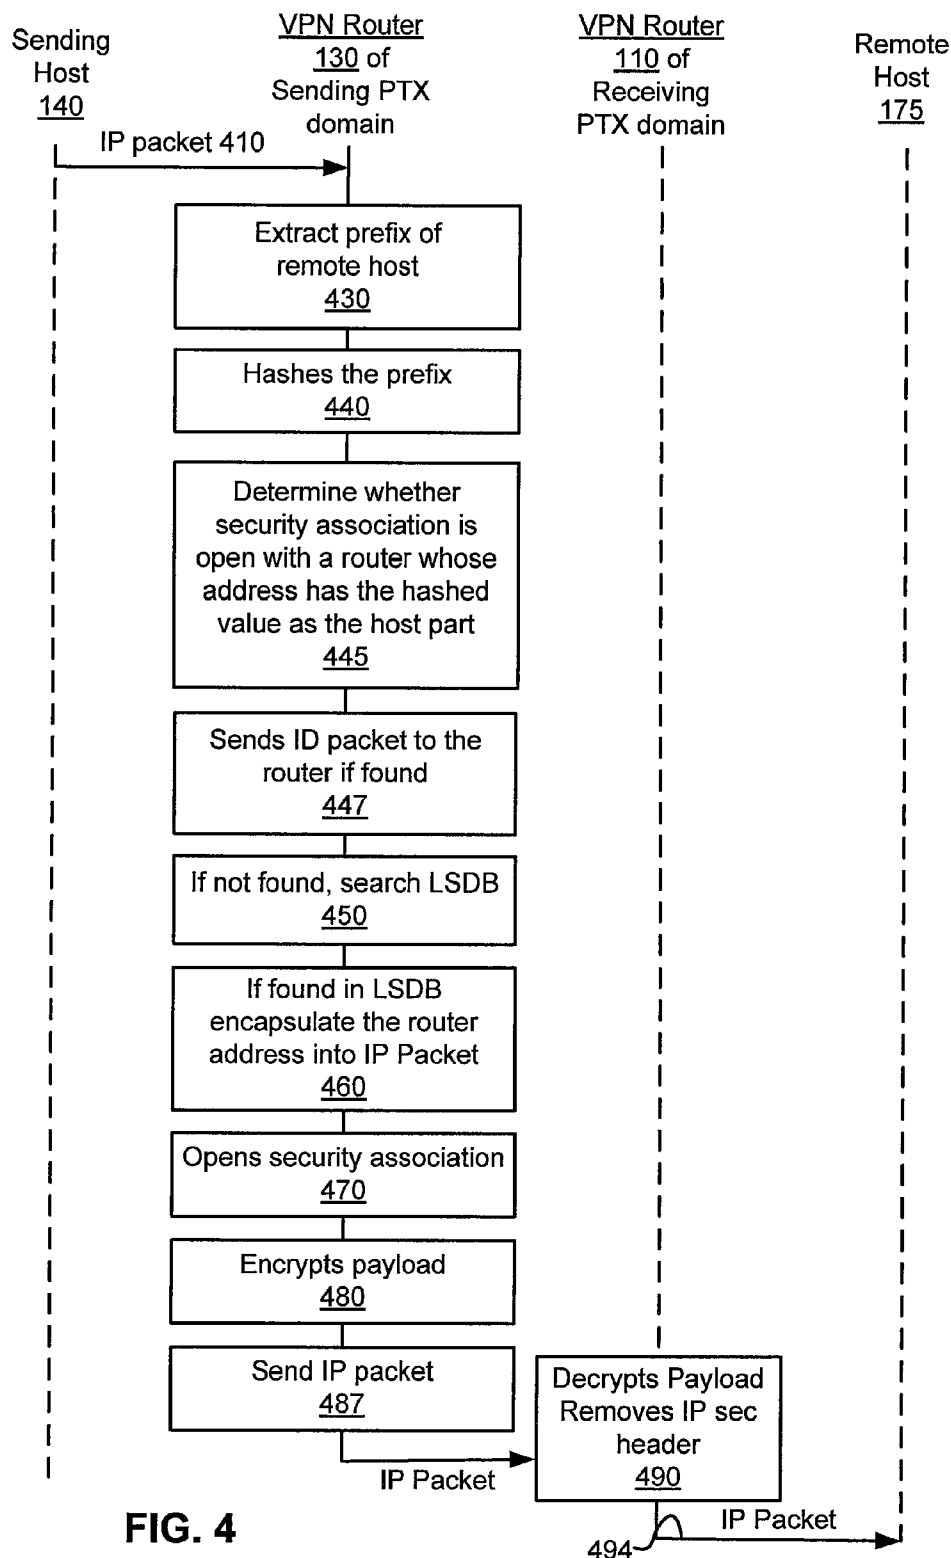 Sending
Host
140
VPN Router
130 of
Sending PTX
domain
VPN Router
110 of
Receiving
PTX domain
Remote
Host
175
IP packet 410
Extract prefix of
remote host
430
Hashes the prefix
440
Determine whether
security association is
open with a router whose
address has the hashed
value as the host part
445
Sends ID packet to the
router if found
447
If not found, search LSDB
450
If found in LSDB
encapsulate the router
address into IP Packet
460
Opens security association
470
Encrypts payload
480
Send IP packet
487
IP Packet
Decrypts Payload
Removes IP sec
header
490
494
IP Packet
FIG. 4